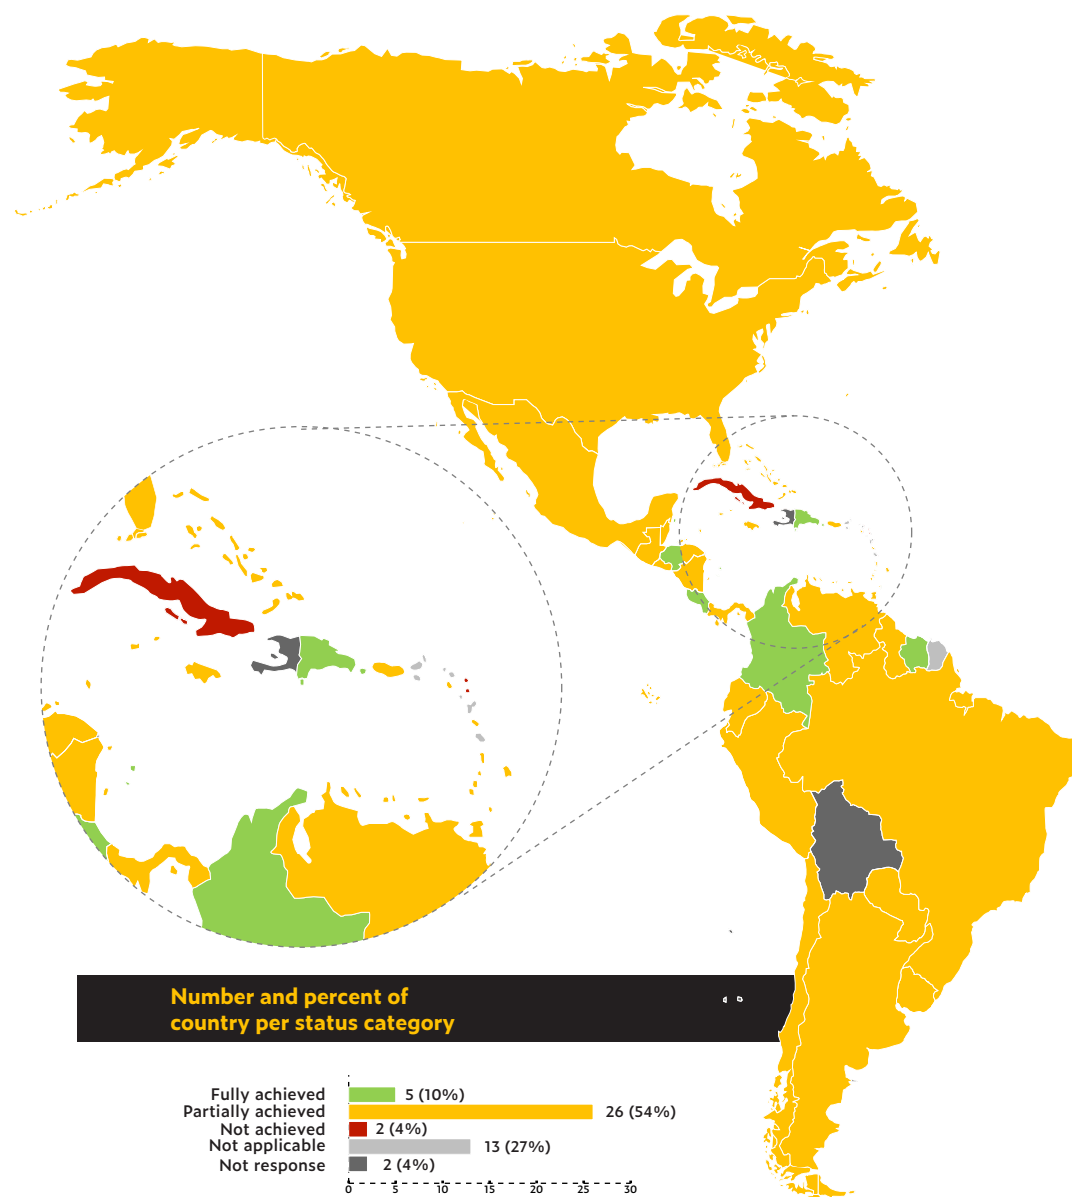 Number and percent of
country per status category
Fully achieved 5 (10%)
Partially achieved 26 (54%)
Not achieved 2 (4%)
Not applicable 13 (27%)
Not response 2 (4%)
0 5 10 15 20 25 30